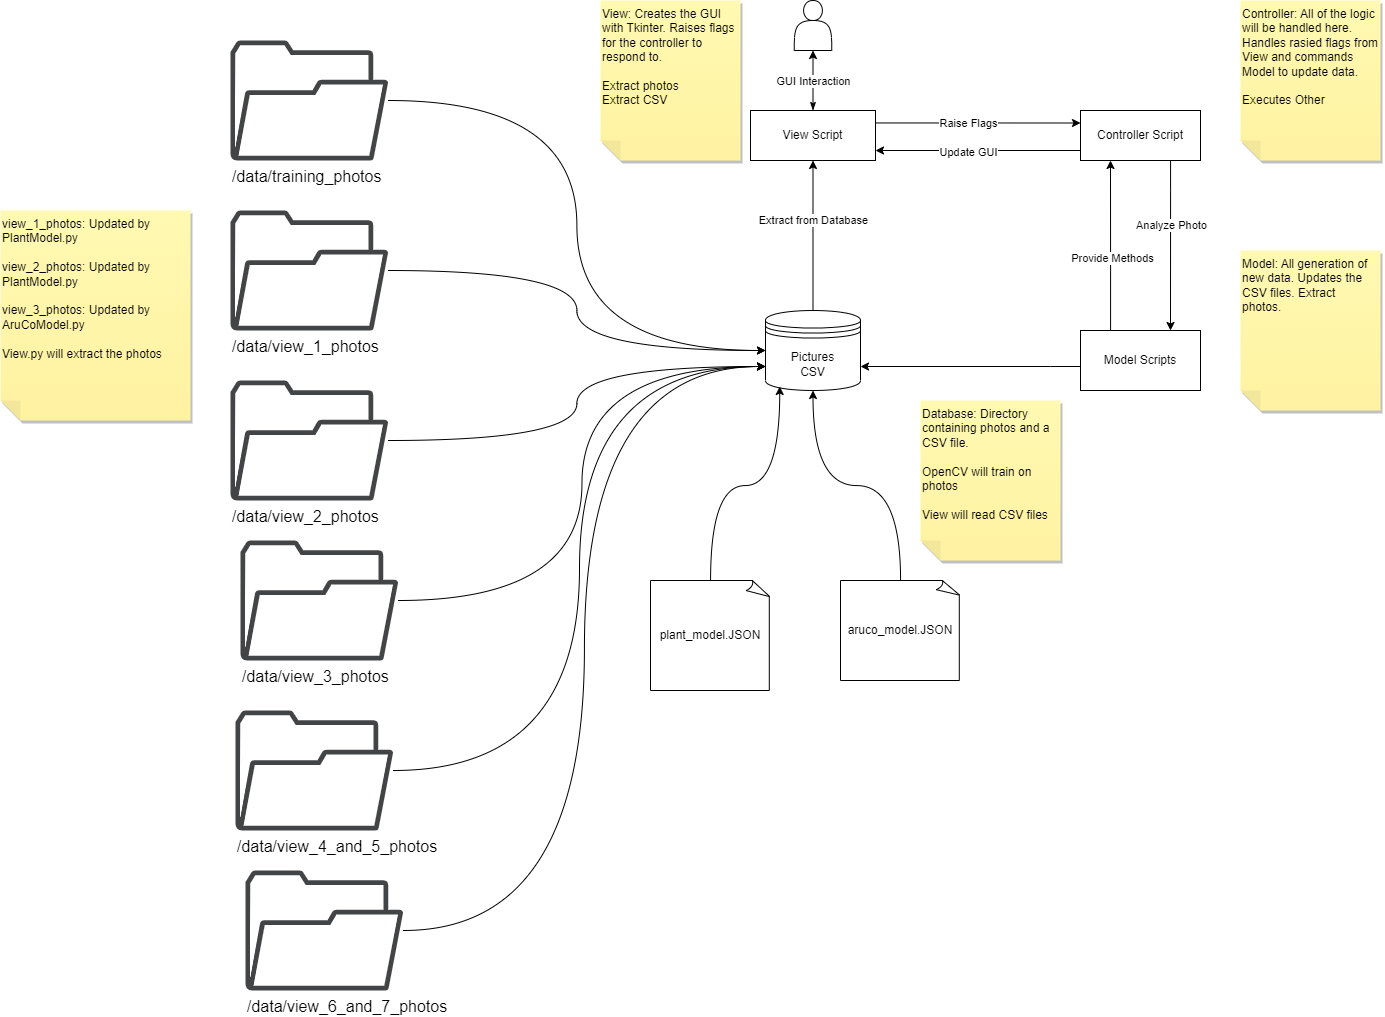 View: Creates the GUI
with Tkinter. Raises flags
for the controller to
respond to.
Extract photos
Extract CSV
GUI Interaction
Controller: All of the logic
will be handled here.
Handles rasied flags from
View and commands
Model to update data.
Executes Other
View Script
Raise Flags
Update GUI
Controller Script
/data/training_photos
view_1_photos: Updated by
PlantModel.py
view_2_photos: Updated by
PlantModel.py
view_3_photos: Updated by
AruCoModel.py
View.py will extract the photos
Extract from Database
Analyze Photo
Provide Methods
Model: All generation of
new data. Updates the
CSV files. Extract
photos.
/data/view_1_photos
Pictures
CSV
Model Scripts
Database: Directory
containing photos and a
CSV file.
OpenCV will train on
photos
View will read CSV files
/data/view_2_photos
plant_model.JSON
aruco_model.JSON
/data/view_3_photos
/data/view_4_and_5_photos
/data/view_6_and_7_photos